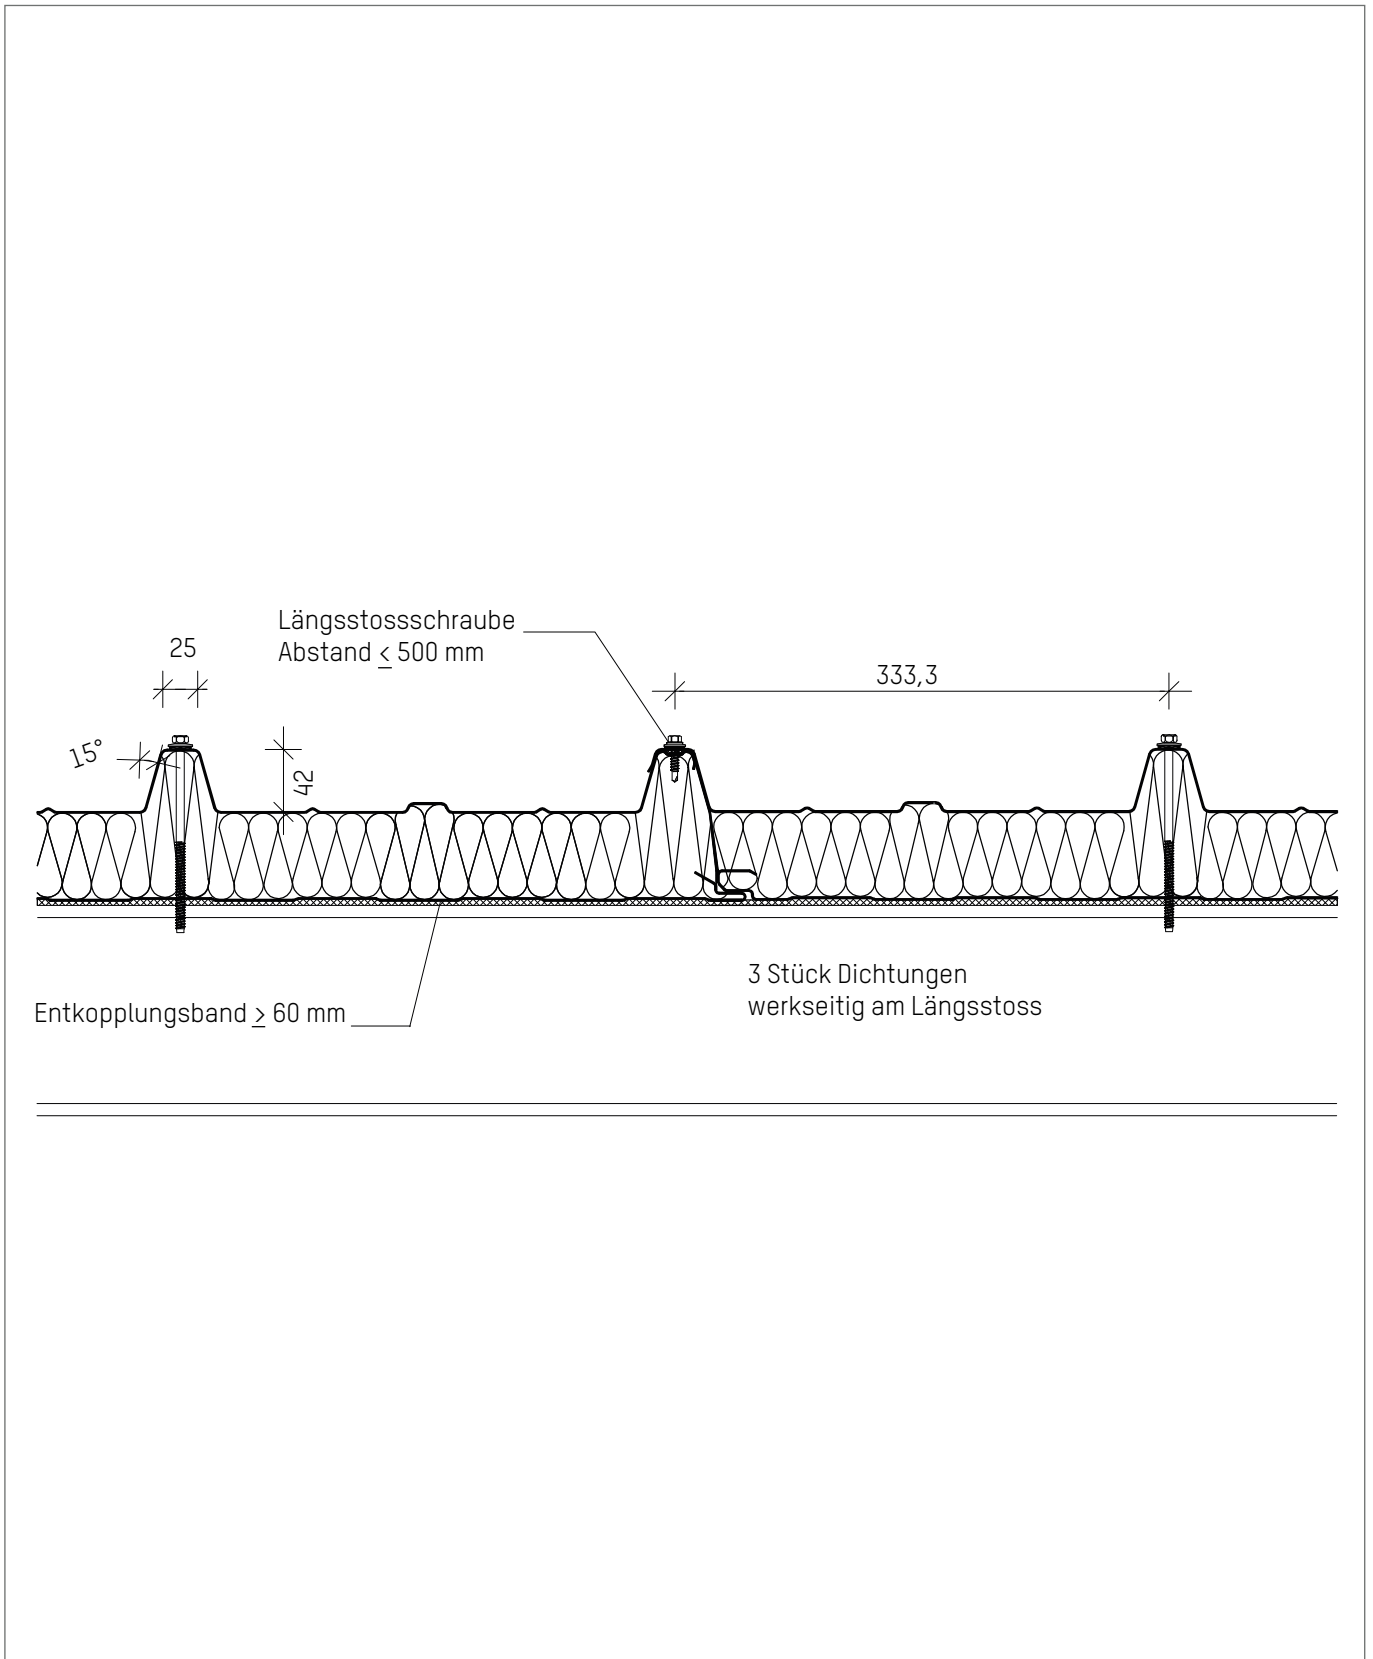 Längsstossschraube
Abstand ≤ 500 mm
25
333,3
15°
42
3 Stück Dichtungen
werkseitig am Längsstoss
Entkopplungsband ≥ 60 mm